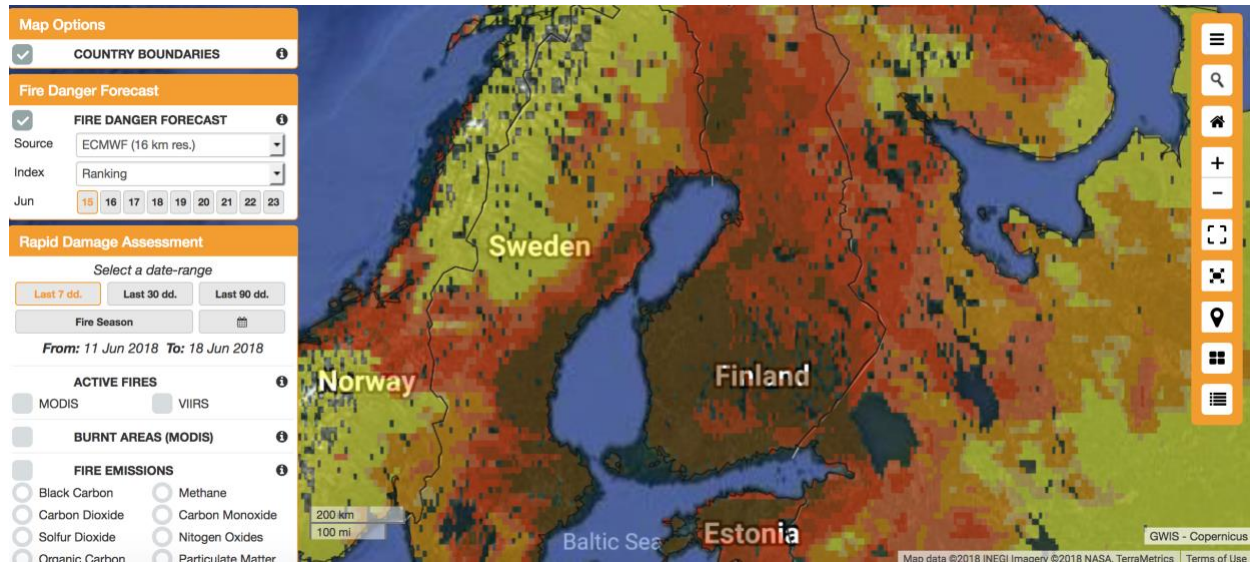 Map Options
COUNTRY BOUNDARIES
Fire Danger Forecast
FIRE DANGER FORECAST
Source ECMWF (16 km res.)
Index Ranking
Jun 15 16 17 18 19 20 21 22 23
Rapid Damage Assessment
Select a date-range
Last 7 dd. Last 30 dd. Last 90 dd.
Fire Season
From: 11 Jun 2018 To: 18 Jun 2018
ACTIVE FIRES
MODIS VIIRS
BURNT AREAS (MODIS)
FIRE EMISSIONS
Black Carbon Methane
Carbon Dioxide Carbon Monoxide
Solfur Dioxide Nitogen Oxides
Organic Carbon Particulate Matter
Sweden
Norway
Finland
Estonia
Baltic Sea
200 km
100 mi
GWIS - Copernicus
Map data ©2018 INEGI Imagery ©2018 NASA, TerraMetrics Terms of Use